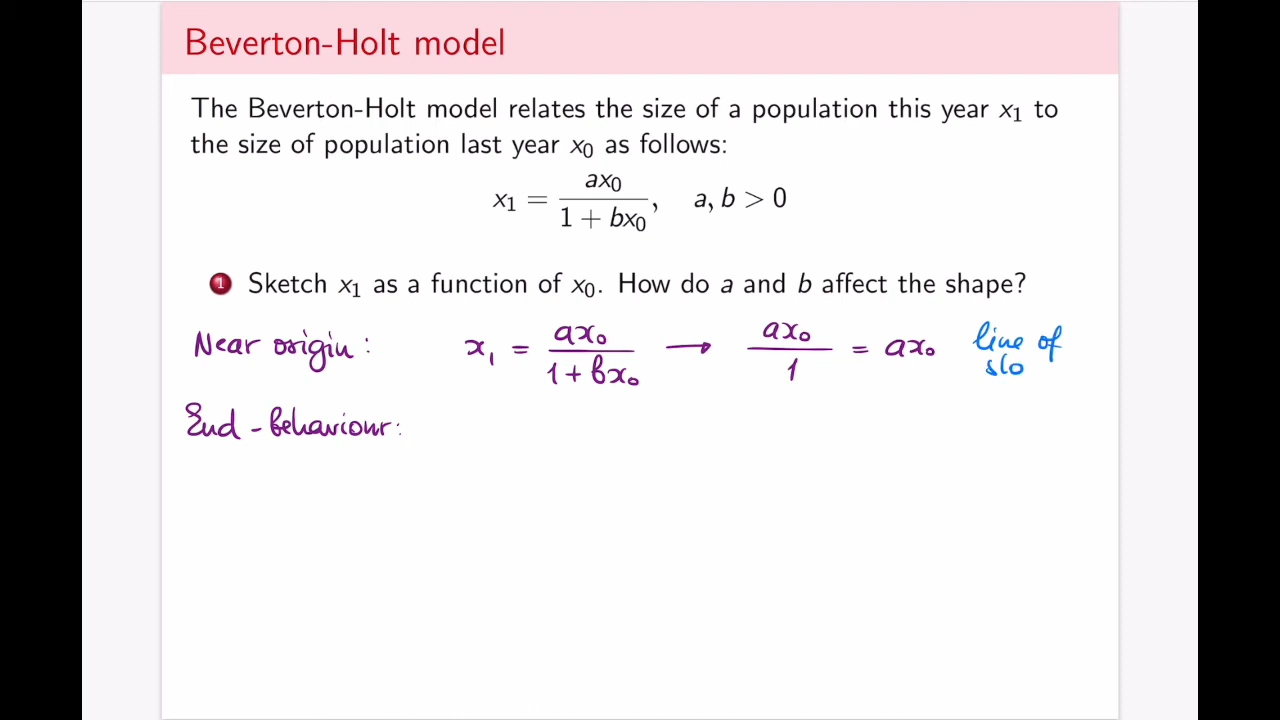 Beverton-Holt model
The Beverton-Holt model relates the size of a population this year x₁ to
the size of population last year x₀ as follows:
x₁ = ax₀ / (1 + bx₀), a, b > 0
1 Sketch x₁ as a function of x₀. How do a and b affect the shape?
Near origin: x₁ = ax₀ / (1 + bx₀) → ax₀ / 1 = ax₀ line of
slo
End-behaviour: